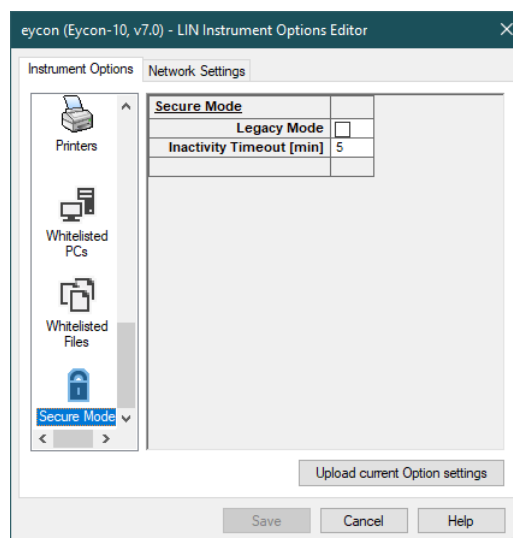 eycon (Eycon-10, v7.0) - LIN Instrument Options Editor
Instrument Options
Network Settings
Printers
Whitelisted
PCs
Whitelisted
Files
Secure Mode
Secure Mode
Legacy Mode
Inactivity Timeout [min] 5
Upload current Option settings
Save
Cancel
Help